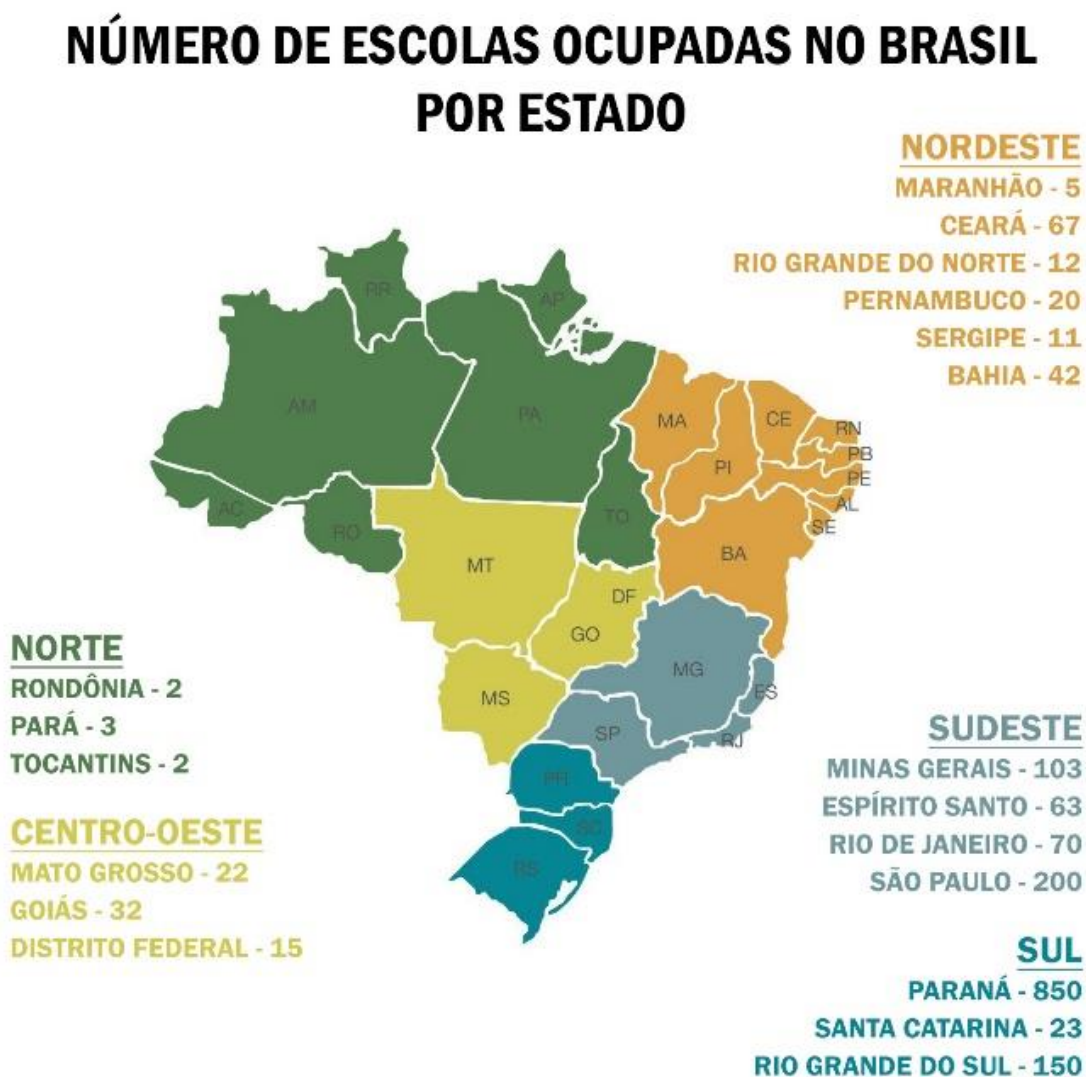 NÚMERO DE ESCOLAS OCUPADAS NO BRASIL
POR ESTADO
NORDESTE
MARANHÃO - 5
CEARÁ - 67
RIO GRANDE DO NORTE - 12
PERNAMBUCO - 20
SERGIPE - 11
BAHIA - 42
RR
AP
AM
PA
MA
CE
RN
PB
PI
PE
AL
SE
AC
RO
TO
BA
MT
DF
GO
MG
MS
ES
SP
RJ
PR
SC
RS
NORTE
RONDÔNIA - 2
PARÁ - 3
TOCANTINS - 2
CENTRO-OESTE
MATO GROSSO - 22
GOIÁS - 32
DISTRITO FEDERAL - 15
SUDESTE
MINAS GERAIS - 103
ESPÍRITO SANTO - 63
RIO DE JANEIRO - 70
SÃO PAULO - 200
SUL
PARANÁ - 850
SANTA CATARINA - 23
RIO GRANDE DO SUL - 150